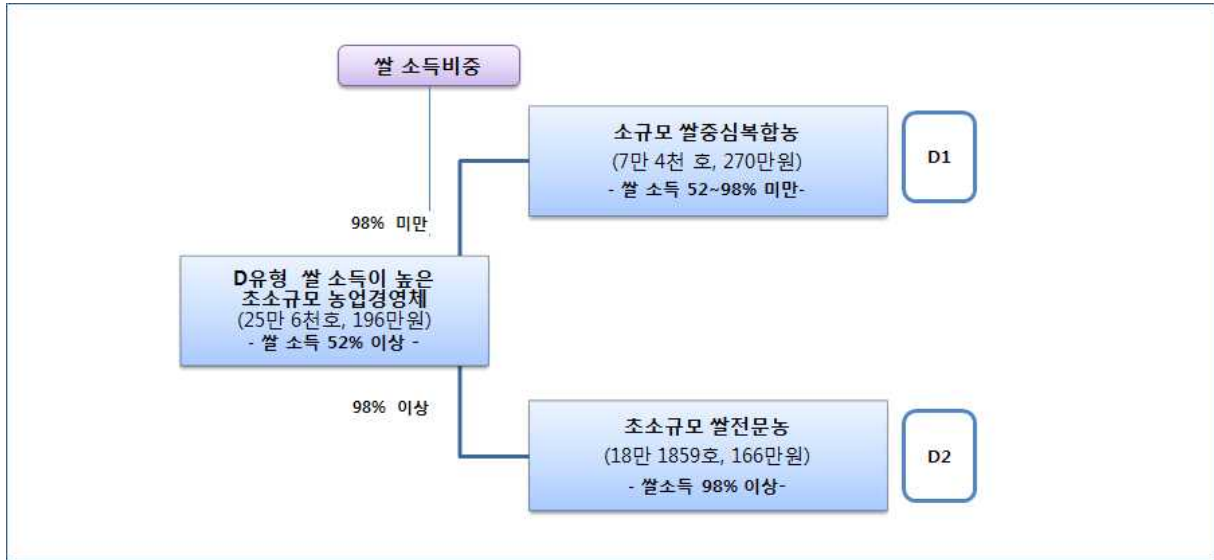 쌀 소득비중
소규모 쌀중심복합농
(7만 4천 호, 270만원)
- 쌀 소득 52~98% 미만-
D1
98% 미만
D유형 쌀 소득이 높은
초소규모 농업경영체
(25만 6천호, 196만원)
- 쌀 소득 52% 이상 -
98% 이상
초소규모 쌀전문농
(18만 1859호, 166만원)
- 쌀소득 98% 이상-
D2